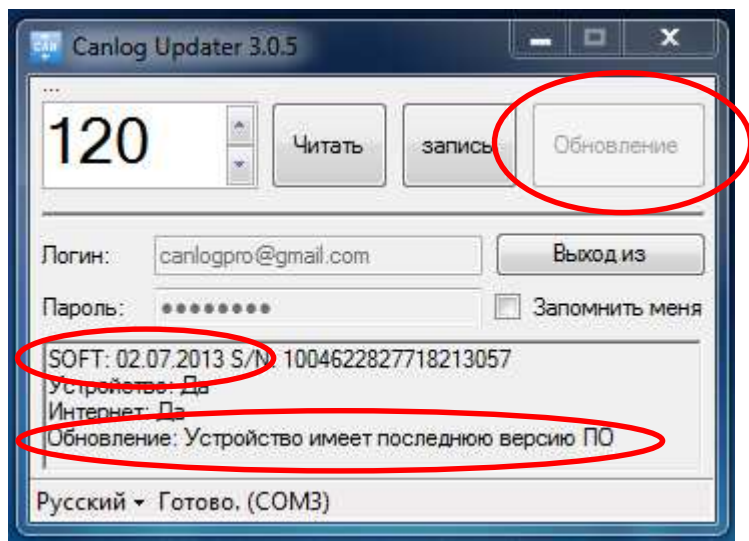 Canlog Updater 3.0.5
...
120 Читать запись Обновление
Логин: canlogpro@gmail.com Выход из
Пароль: ●●●●●●●● Запомнить меня
SOFT: 02.07.2013 S/N: 1004622827718213057
Устройство: Да
Интернет: Да
Обновление: Устройство имеет последнюю версию ПО
Русский Готово. (COM3)